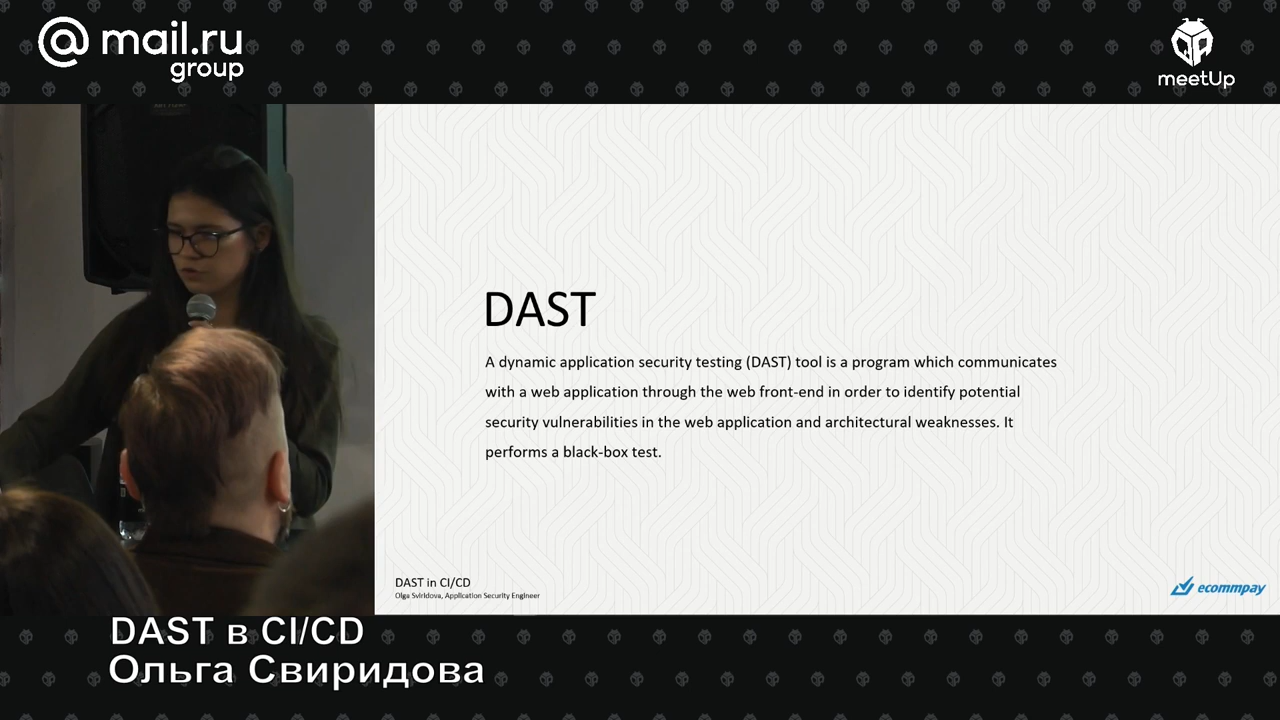 @mail.ru
group
meetUp
DAST
A dynamic application security testing (DAST) tool is a program which communicates
with a web application through the web front-end in order to identify potential
security vulnerabilities in the web application and architectural weaknesses. It
performs a black-box test.
DAST in CI/CD
Olga Sviridova, Application Security Engineer
ecommpay
DAST в CI/CD
Ольга Свиридова